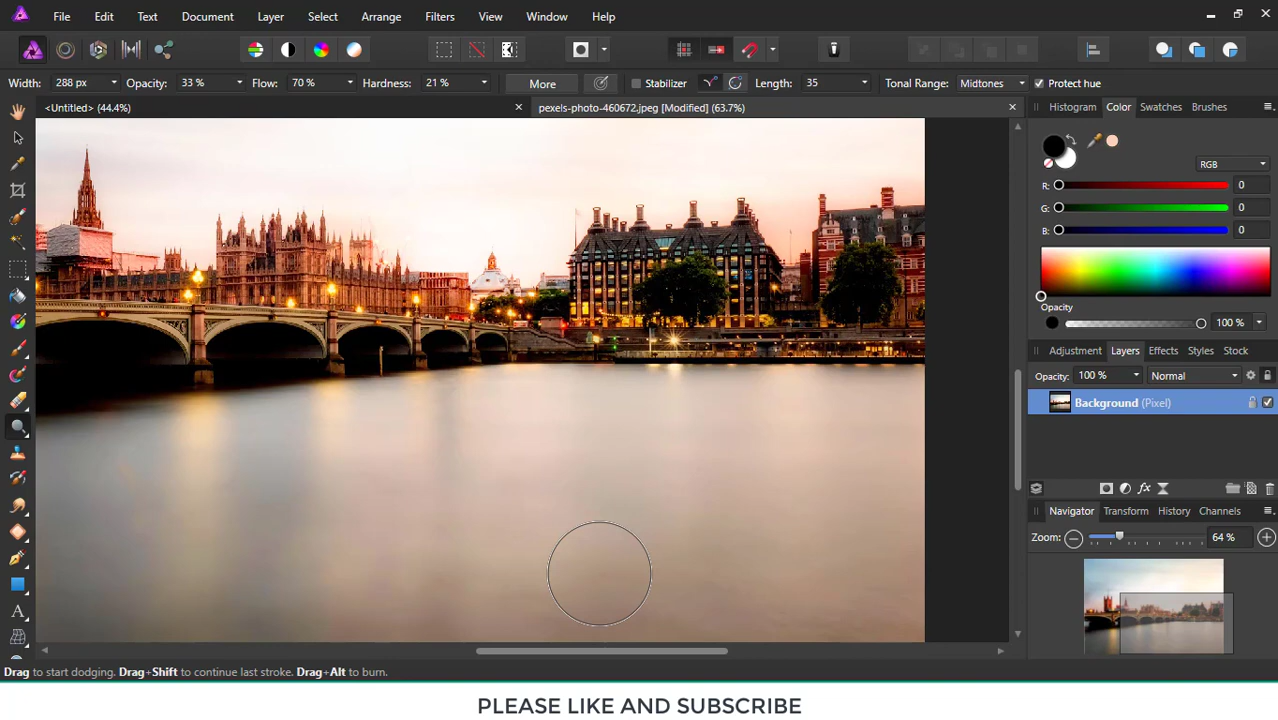 File Edit Text Document Layer Select Arrange Filters View Window Help
Width: 288 px Opacity: 33 % Flow: 70 % Hardness: 21 % More Stabilizer Length: 35 Tonal Range: Midtones Protect hue
<Untitled> (44.4%) pexels-photo-460672.jpeg [Modified] (63.7%)
Histogram Color Swatches Brushes
RGB
R: 0
G: 0
B: 0
Opacity
100 %
Adjustment Layers Effects Styles Stock
Opacity: 100 % Normal
Background (Pixel)
fx
Navigator Transform History Channels
Zoom: 64 %
A
Drag to start dodging. Drag+Shift to continue last stroke. Drag+Alt to burn.
PLEASE LIKE AND SUBSCRIBE